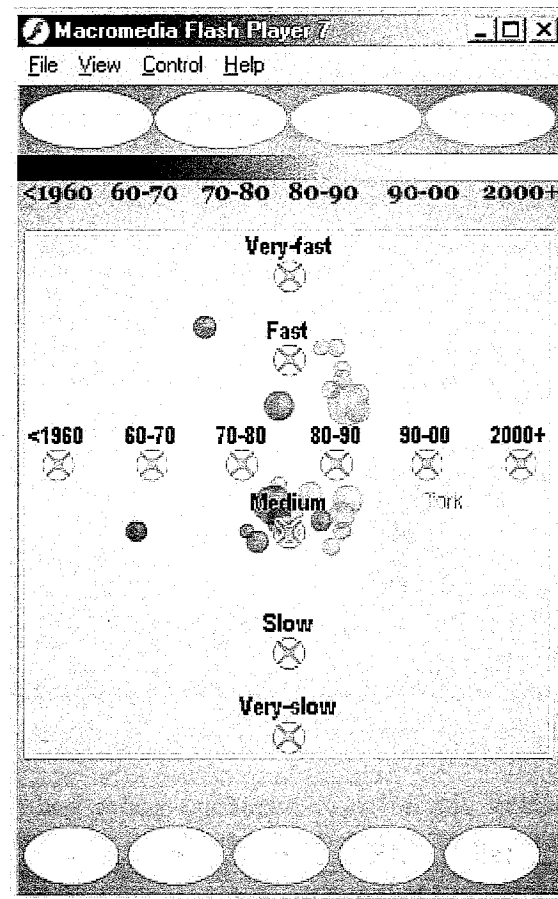 Macromedia Flash Player 7
File View Control Help
<1960 60-70 70-80 80-90 90-00 2000+
Very-fast
Fast
<1960 60-70 70-80 80-90 90-00 2000+
Medium
Slow
Very-slow